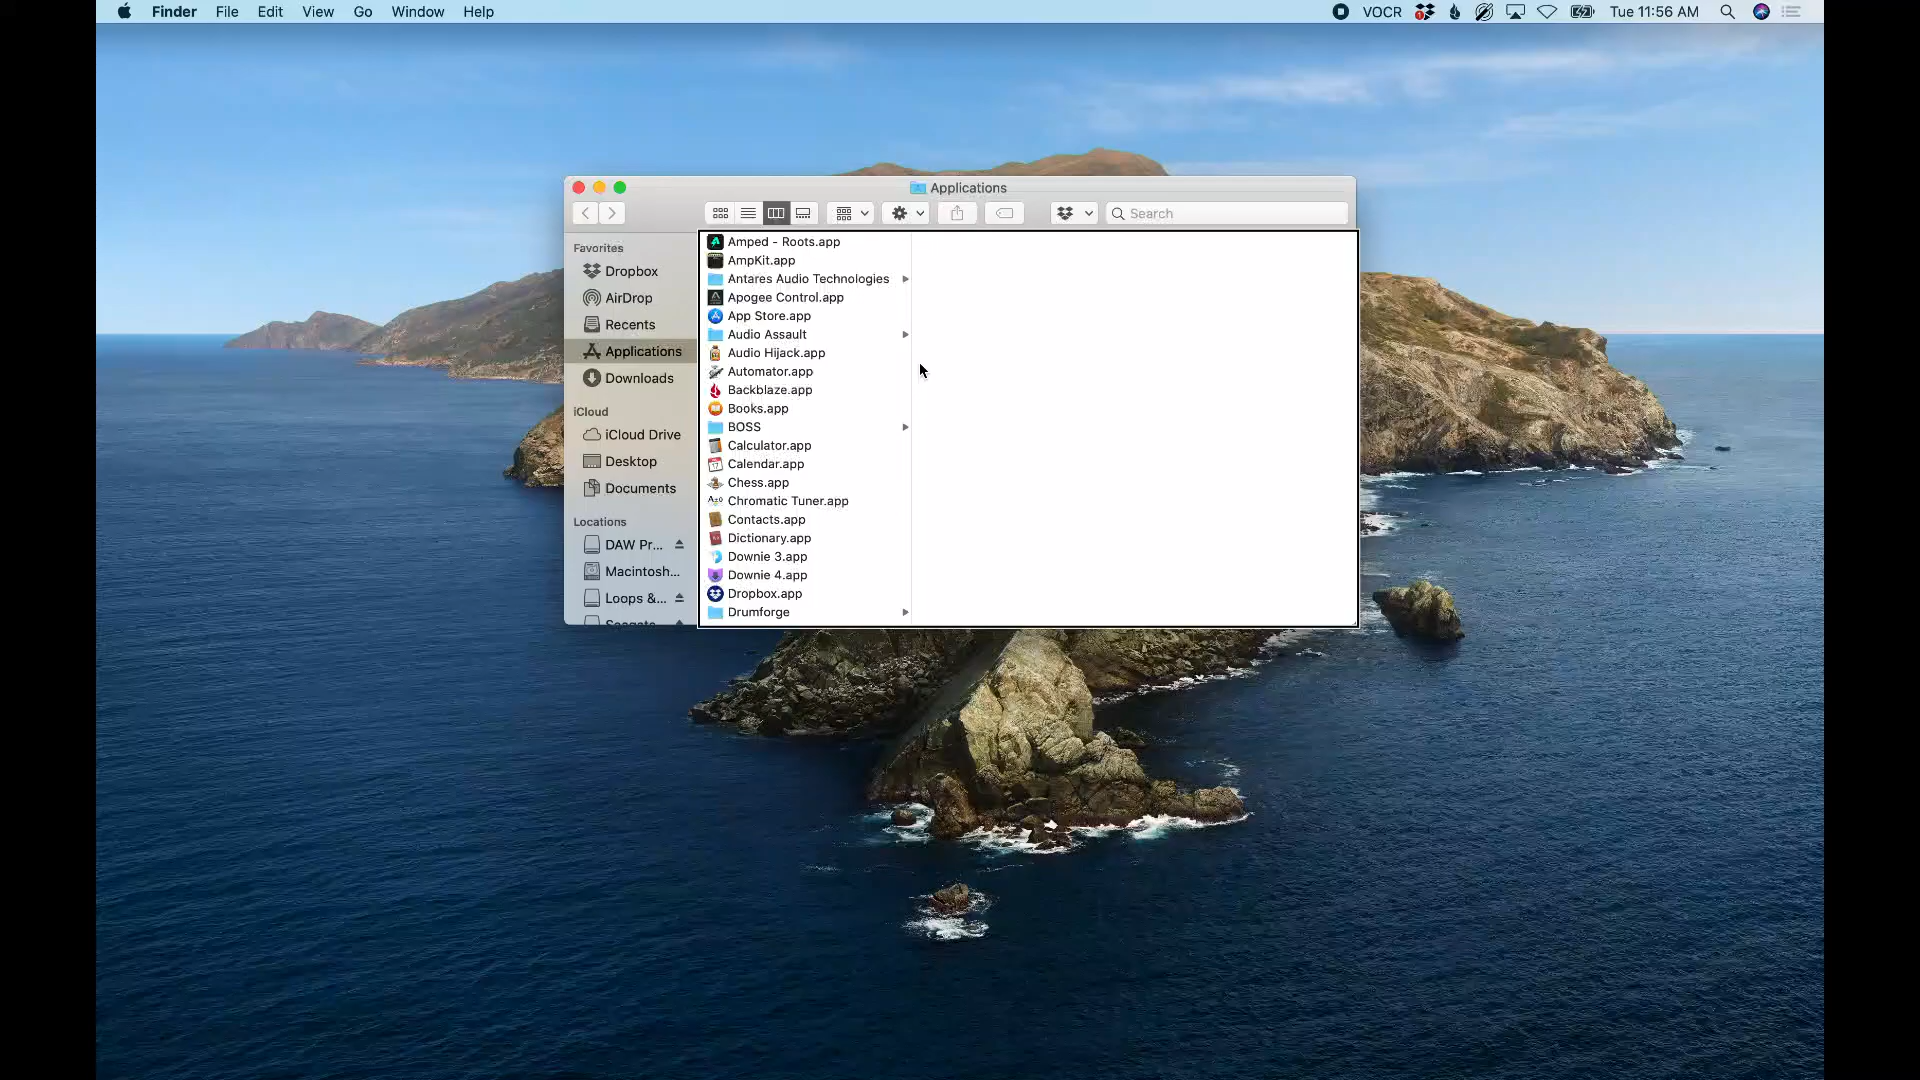 Finder File Edit View Go Window Help VOCR Tue 11:56 AM
Applications
Search
Favorites
Dropbox
AirDrop
Recents
Applications
Downloads
iCloud
iCloud Drive
Desktop
Documents
Locations
DAW Pr...
Macintosh...
Loops &...
Seagate
Amped - Roots.app
AmpKit.app
Antares Audio Technologies
Apogee Control.app
App Store.app
Audio Assault
Audio Hijack.app
Automator.app
Backblaze.app
Books.app
BOSS
Calculator.app
Calendar.app
Chess.app
Chromatic Tuner.app
Contacts.app
Dictionary.app
Downie 3.app
Downie 4.app
Dropbox.app
Drumforge